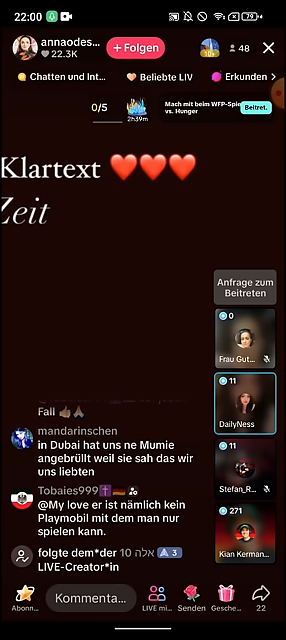 22:00
79
annaodes...
22.3K
+ Folgen
10+
48
Chatten und Int...
Beliebte LIV
Erkunden
0/5
2h39m
Mach mit beim WFP-Spie
vs. Hunger
Beitret.
Klartext ❤️❤️❤️
Zeit
Anfrage zum
Beitreten
0
Frau Gut...
11
DailyNess
11
Stefan_R...
271
Kian Kerman...
Fall 👍🏽🙏🏽
mandarinschen
in Dubai hat uns ne Mumie
angebrüllt weil sie sah das wir
uns liebten
Tobaies999✝️🇩🇪
@My love er ist nämlich kein
Playmobil mit dem man nur
spielen kann.
folgte dem*der אלה 10 3
LIVE-Creator*in
Abonn...
Kommenta...
LIVE mi...
Senden
Gesche...
22